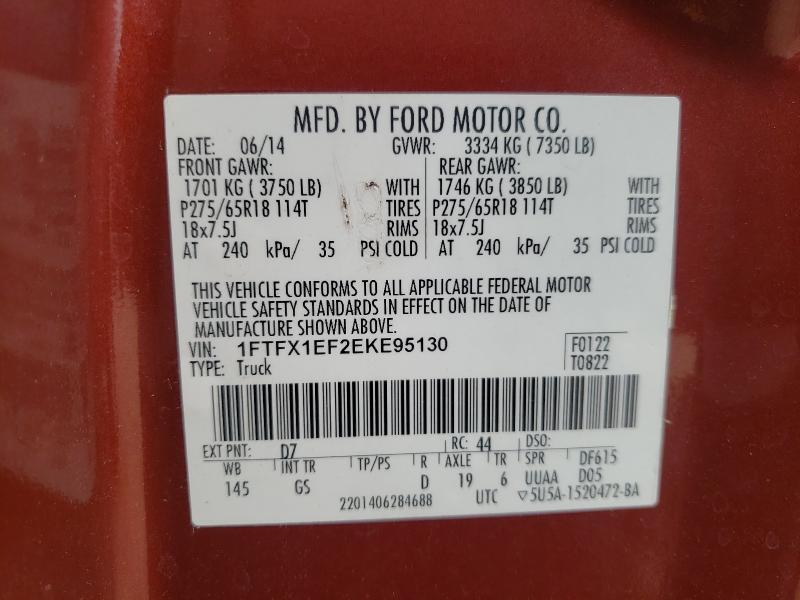 MFD. BY FORD MOTOR CO.
DATE: 06/14 GVWR: 3334 KG ( 7350 LB)
FRONT GAWR: REAR GAWR:
1701 KG ( 3750 LB) WITH 1746 KG ( 3850 LB) WITH
P275/65R18 114T TIRES P275/65R18 114T TIRES
18x7.5J RIMS 18x7.5J RIMS
AT 240 kPa/ 35 PSI COLD AT 240 kPa/ 35 PSI COLD
THIS VEHICLE CONFORMS TO ALL APPLICABLE FEDERAL MOTOR
VEHICLE SAFETY STANDARDS IN EFFECT ON THE DATE OF
MANUFACTURE SHOWN ABOVE.
VIN: 1FTFX1EF2EKE95130 F0122
TYPE: Truck T0822
EXT PNT: D7 RC: 44 DSO:
WB INT TR TP/PS R AXLE TR SPR DF615
145 GS D 19 6 UUAA D05
2201406284688 UTC ▽5U5A-1520472-BA